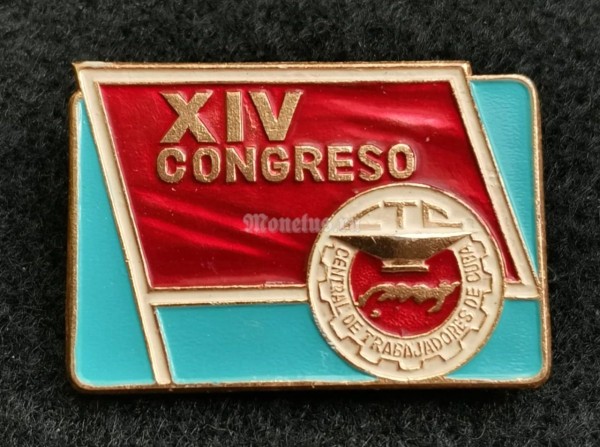 XIV
CONGRESO
CTC
CENTRAL DE TRABAJADORES DE CUBA